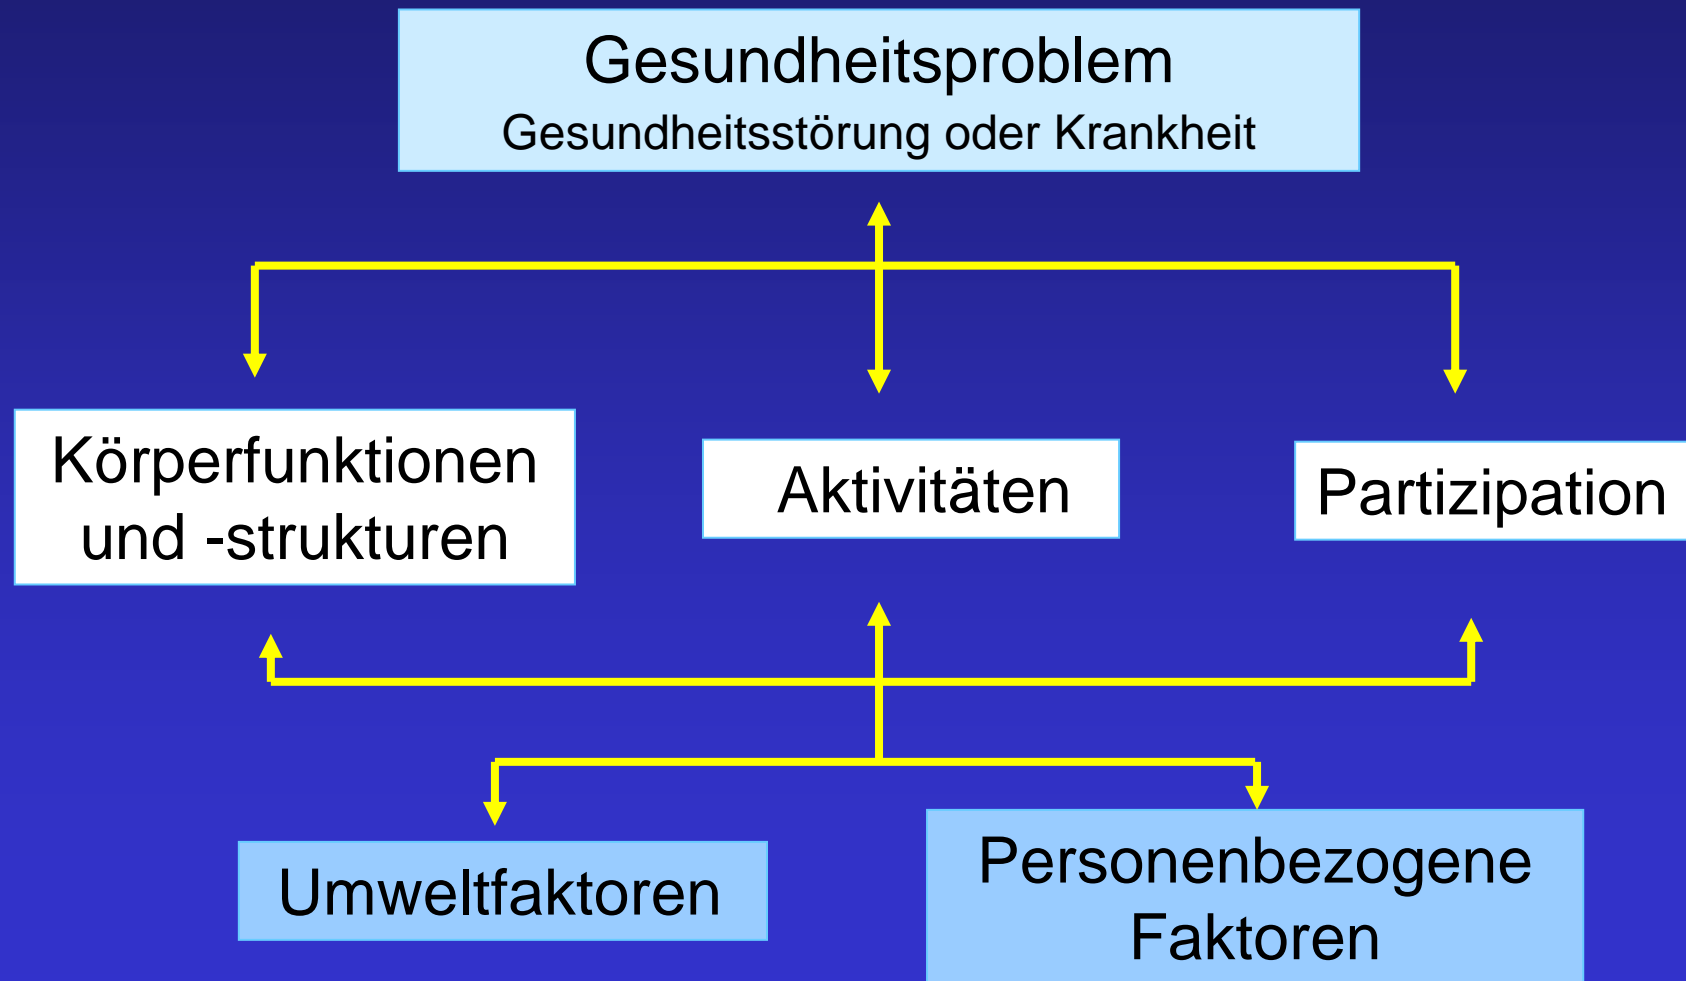 Gesundheitsproblem
Gesundheitsstörung oder Krankheit
Körperfunktionen
und -strukturen
Aktivitäten
Partizipation
Umweltfaktoren
Personenbezogene
Faktoren